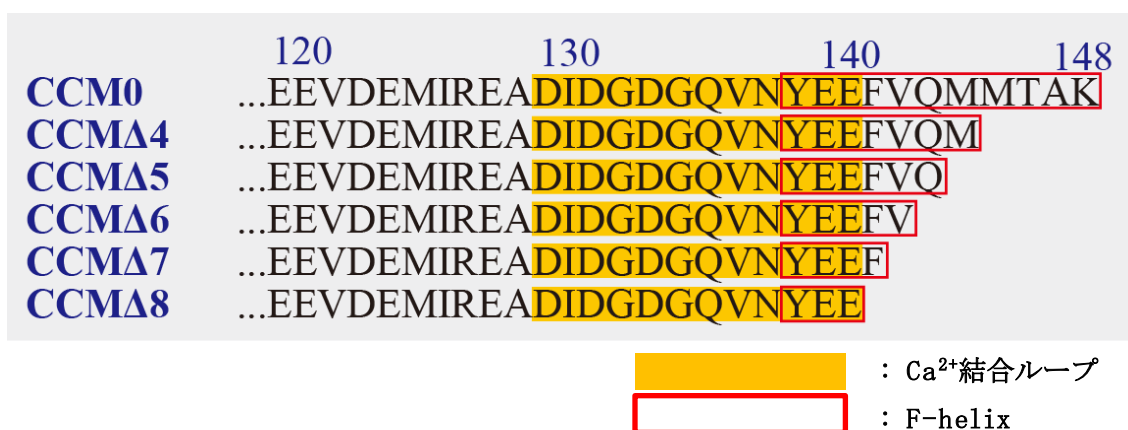 120 130 140 148
CCM0 ...EEVDEMIREADIDGDGQVNYEEFVQMMTAK
CCMΔ4 ...EEVDEMIREADIDGDGQVNYEEFVQM
CCMΔ5 ...EEVDEMIREADIDGDGQVNYEEFVQ
CCMΔ6 ...EEVDEMIREADIDGDGQVNYEEFV
CCMΔ7 ...EEVDEMIREADIDGDGQVNYEEF
CCMΔ8 ...EEVDEMIREADIDGDGQVNYEE
: Ca²⁺結合ループ
: F-helix